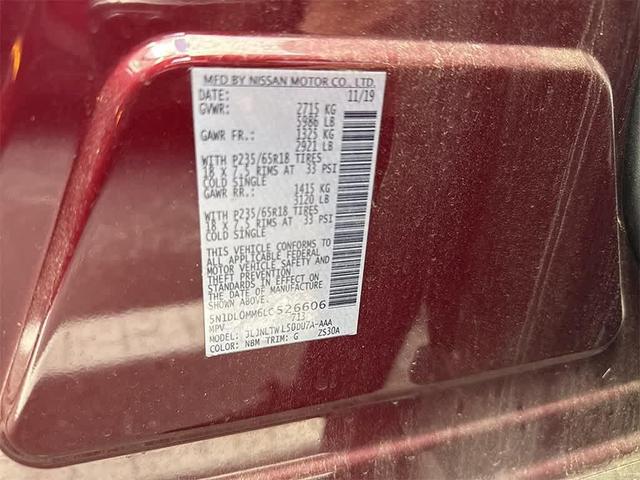 MFD BY NISSAN MOTOR CO., LTD.
DATE: 11/19
GVWR: 2715 KG
5986 LB
GAWR FR.: 1325 KG
2921 LB
WITH P235/65R18 TIRES
18 X 7.5 RIMS AT 33 PSI
COLD SINGLE
GAWR RR.: 1415 KG
3120 LB
WITH P235/65R18 TIRES
18 X 7.5 RIMS AT 33 PSI
COLD SINGLE
THIS VEHICLE CONFORMS TO
ALL APPLICABLE FEDERAL
MOTOR VEHICLE SAFETY AND
THEFT PREVENTION
STANDARDS IN EFFECT ON
THE DATE OF MANUFACTURE
SHOWN ABOVE.
5N1DL0MM6LC526606
MPV 713
MODEL:
COLOR: NBM TRIM: G ZS30A